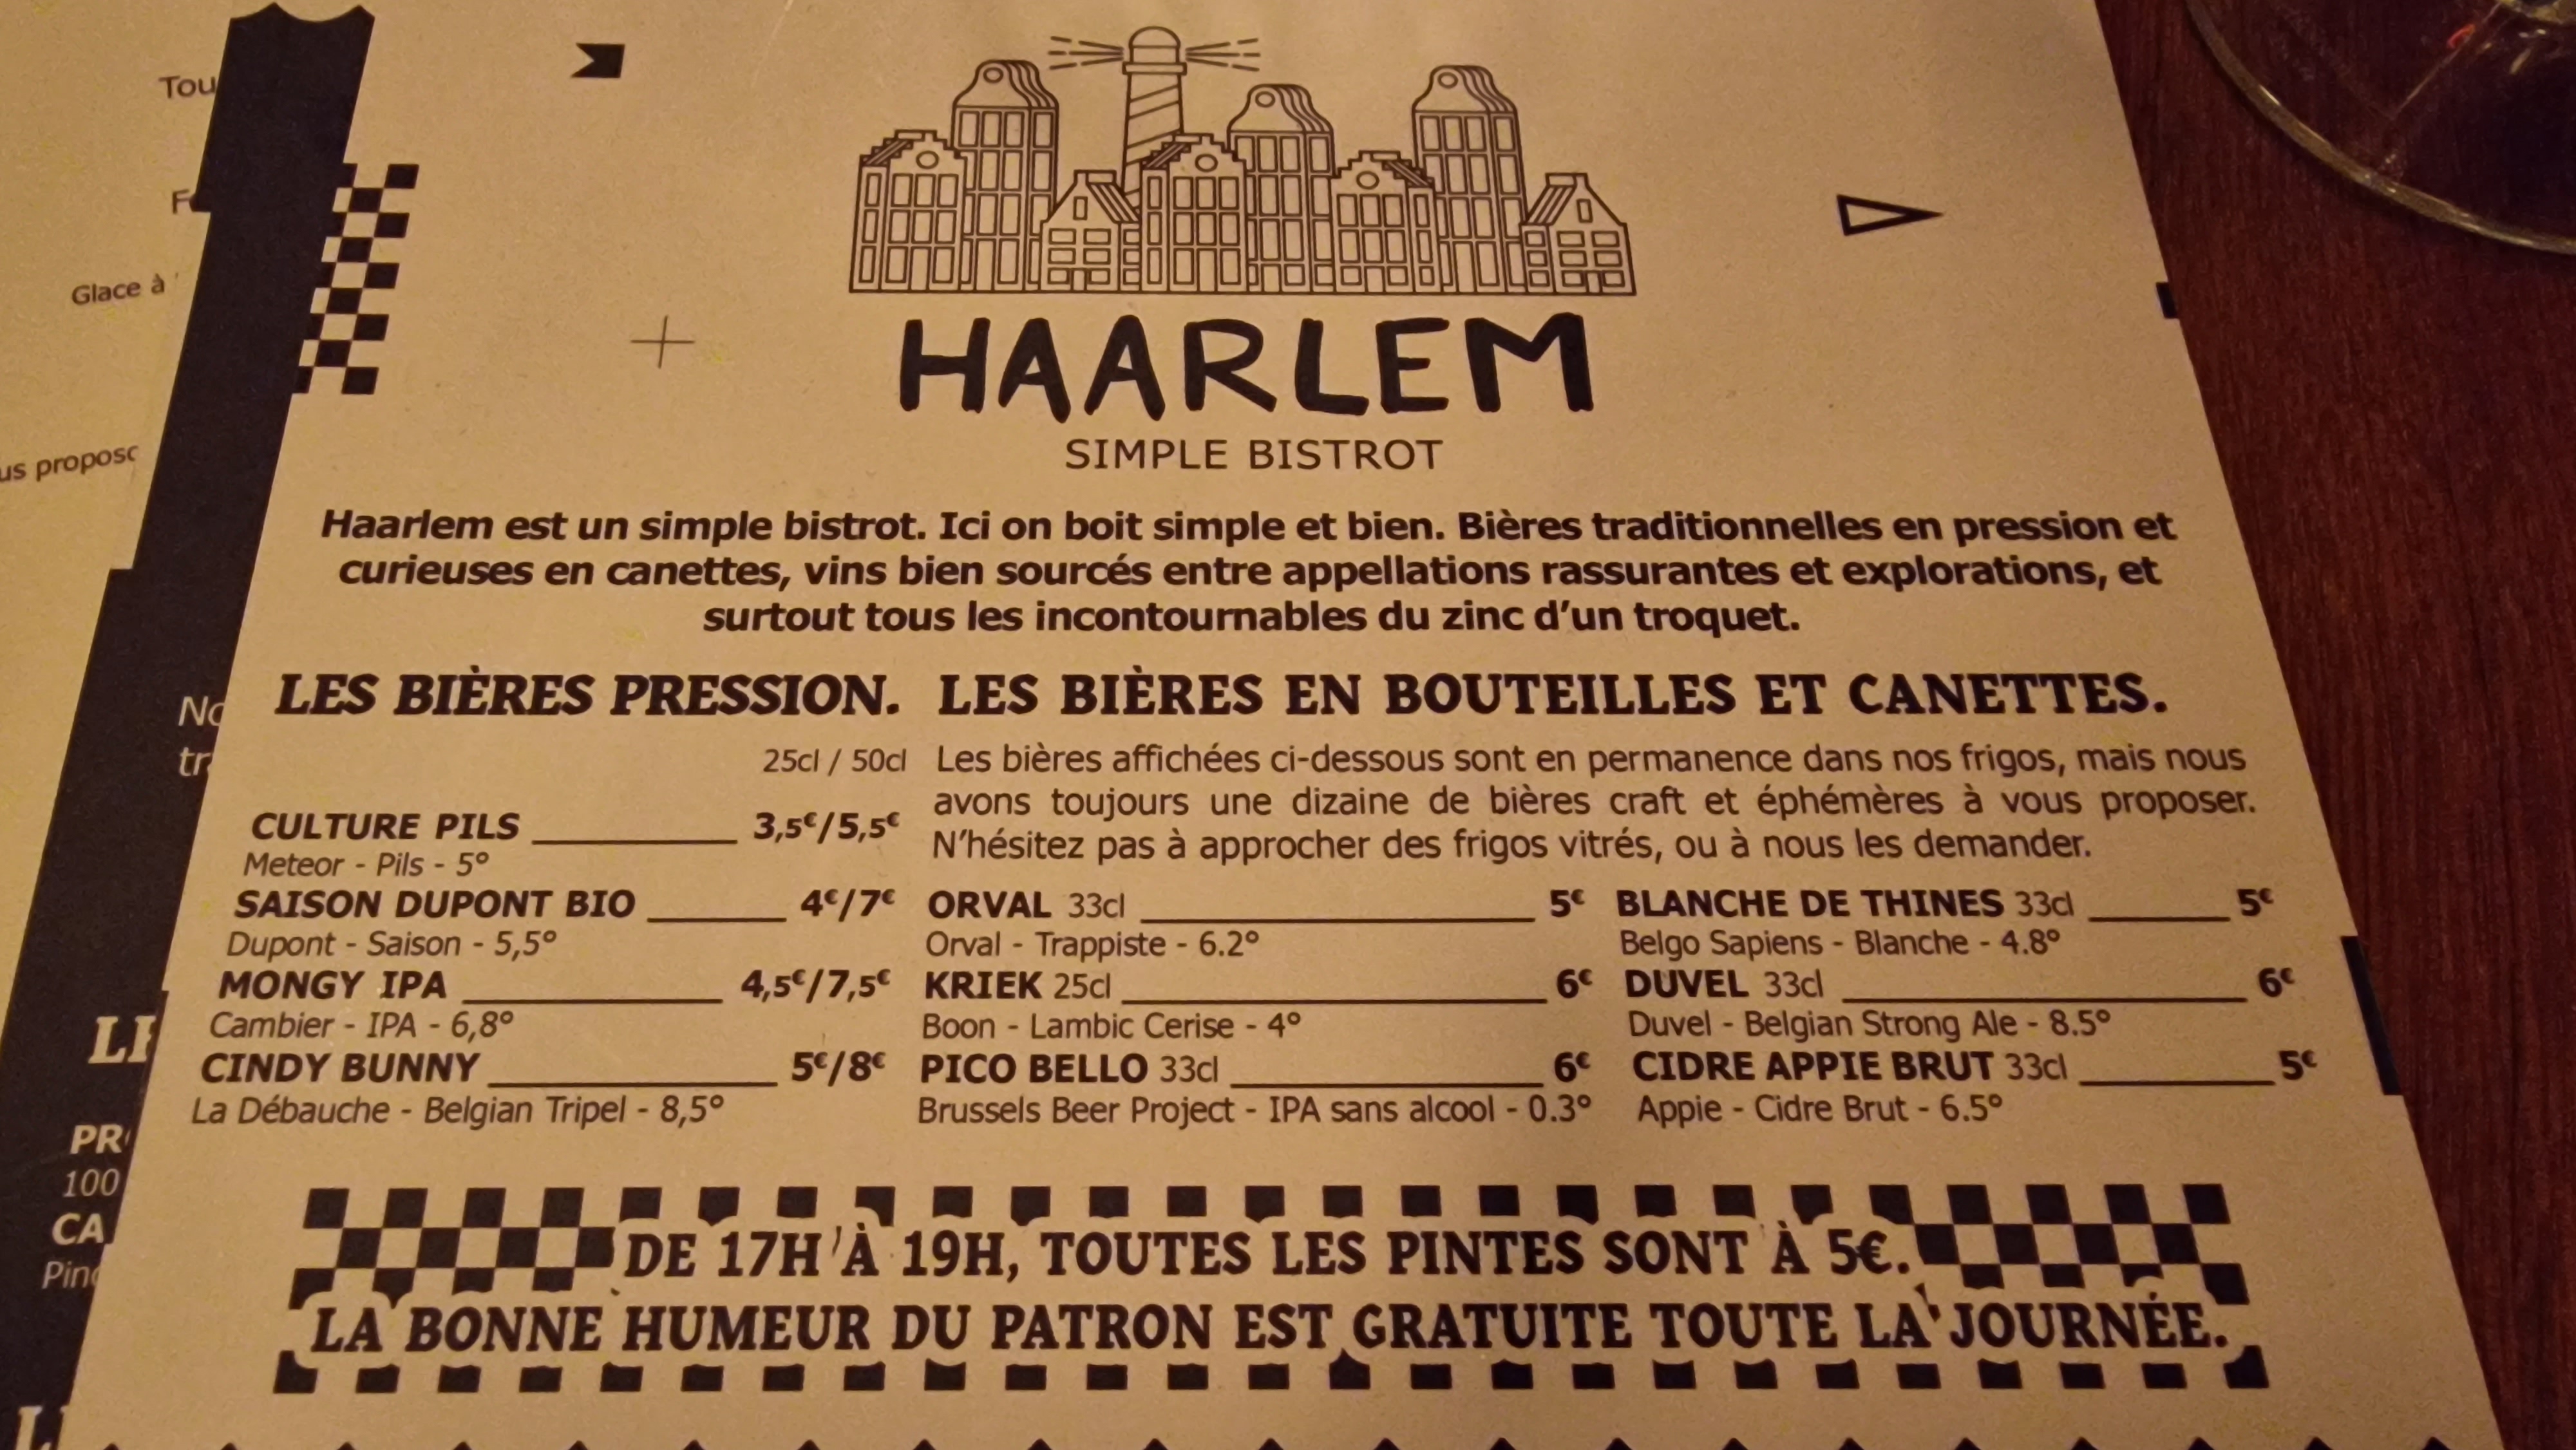 HAARLEM
SIMPLE BISTROT
Haarlem est un simple bistrot. Ici on boit simple et bien. Bières traditionnelles en pression et
curieuses en canettes, vins bien sourcés entre appellations rassurantes et explorations, et
surtout tous les incontournables du zinc d'un troquet.
LES BIÈRES PRESSION.
25cl / 50cl
CULTURE PILS 3,5€/5,5€
Meteor - Pils - 5°
SAISON DUPONT BIO 4€/7€
Dupont - Saison - 5,5°
MONGY IPA 4,5€/7,5€
Cambier - IPA - 6,8°
CINDY BUNNY 5€/8€
La Débauche - Belgian Tripel - 8,5°
LES BIÈRES EN BOUTEILLES ET CANETTES.
Les bières affichées ci-dessous sont en permanence dans nos frigos, mais nous
avons toujours une dizaine de bières craft et éphémères à vous proposer.
N'hésitez pas à approcher des frigos vitrés, ou à nous les demander.
ORVAL 33cl 5€
Orval - Trappiste - 6.2°
KRIEK 25cl 6€
Boon - Lambic Cerise - 4°
PICO BELLO 33cl 6€
Brussels Beer Project - IPA sans alcool - 0.3°
BLANCHE DE THINES 33cl 5€
Belgo Sapiens - Blanche - 4.8°
DUVEL 33cl 6€
Duvel - Belgian Strong Ale - 8.5°
CIDRE APPIE BRUT 33cl 5€
Appie - Cidre Brut - 6.5°
DE 17H À 19H, TOUTES LES PINTES SONT À 5€.
LA BONNE HUMEUR DU PATRON EST GRATUITE TOUTE LA JOURNÉE.
Glace à
100